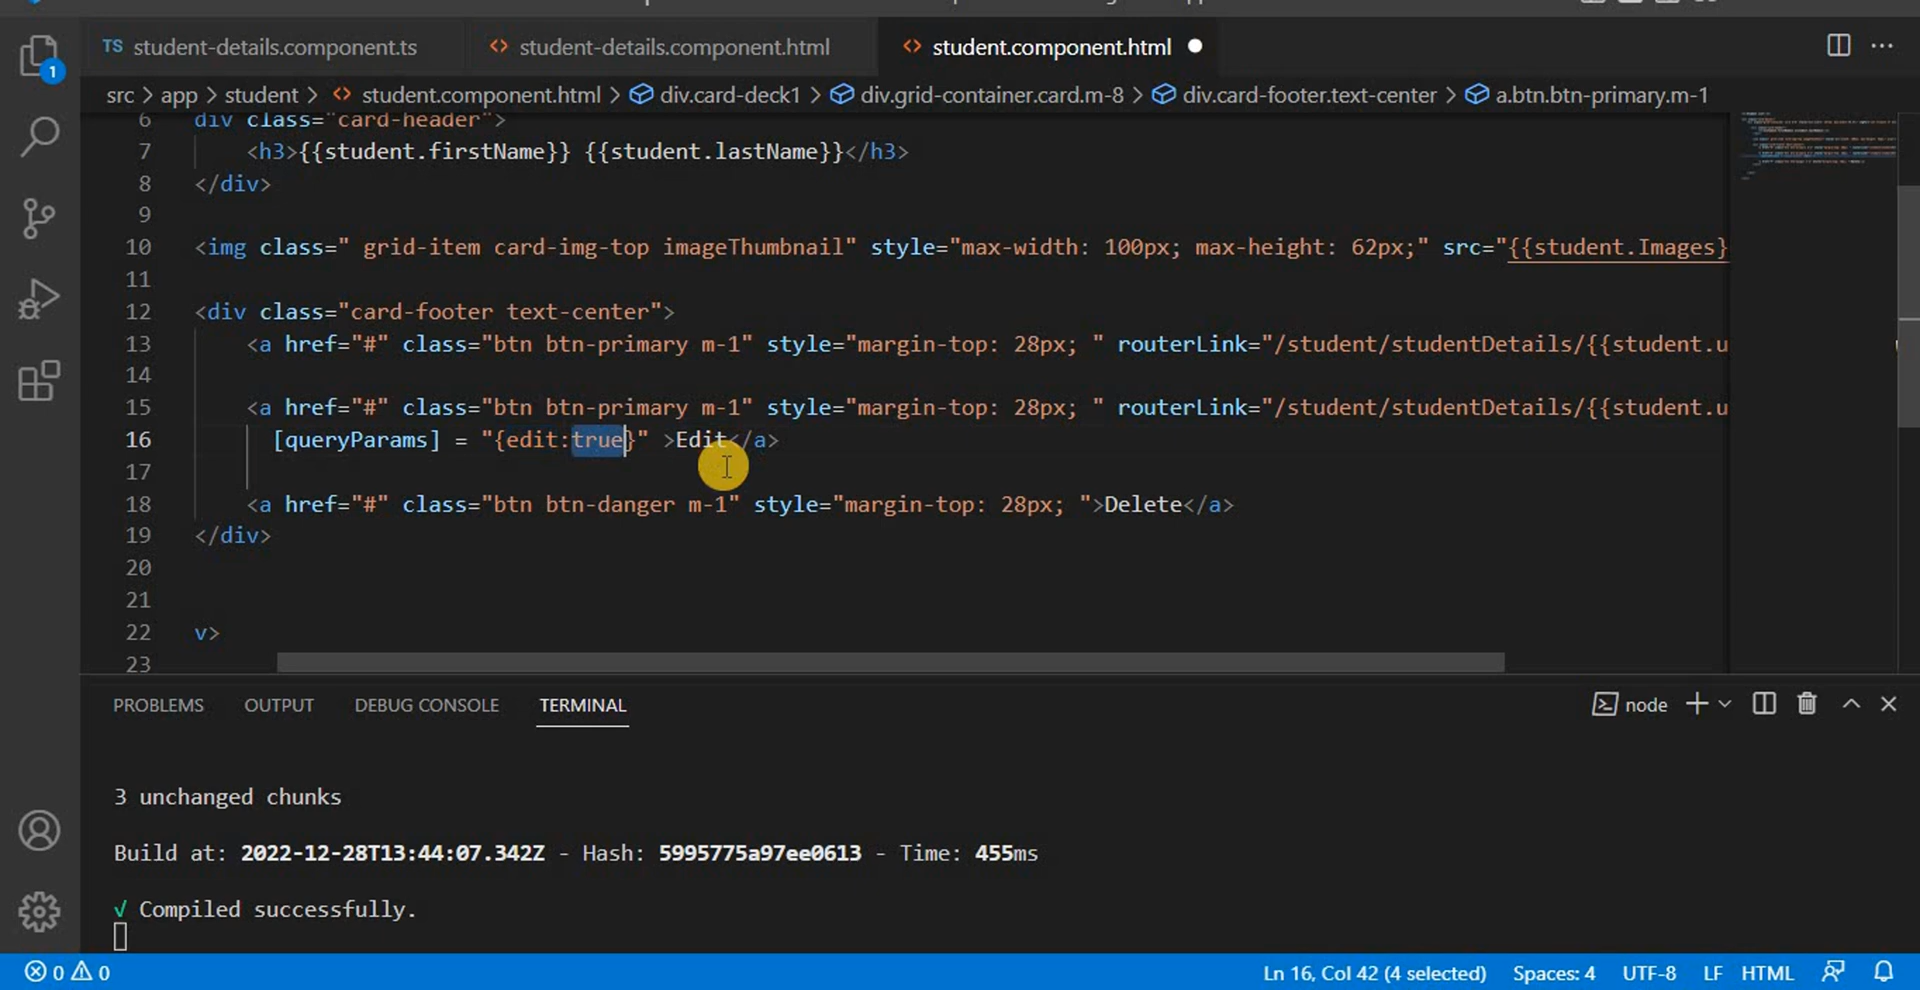 TS student-details.component.ts <> student-details.component.html <> student.component.html
src > app > student > <> student.component.html > div.card-deck1 > div.grid-container.card.m-8 > div.card-footer.text-center > a.btn.btn-primary.m-1
1
6 div class="card-header">
7 <h3>{{student.firstName}} {{student.lastName}}</h3>
8 </div>
9
10 <img class=" grid-item card-img-top imageThumbnail" style="max-width: 100px; max-height: 62px;" src="{{student.Images}
11
12 <div class="card-footer text-center">
13 <a href="#" class="btn btn-primary m-1" style="margin-top: 28px; " routerLink="/student/studentDetails/{{student.u
14
15 <a href="#" class="btn btn-primary m-1" style="margin-top: 28px; " routerLink="/student/studentDetails/{{student.u
16 [queryParams] = "{edit:true}" >Edit</a>
17
18 <a href="#" class="btn btn-danger m-1" style="margin-top: 28px; ">Delete</a>
19 </div>
20
21
22 v>
23
PROBLEMS OUTPUT DEBUG CONSOLE TERMINAL node
3 unchanged chunks
Build at: 2022-12-28T13:44:07.342Z - Hash: 5995775a97ee0613 - Time: 455ms
√ Compiled successfully.
0 0 Ln 16, Col 42 (4 selected) Spaces: 4 UTF-8 LF HTML